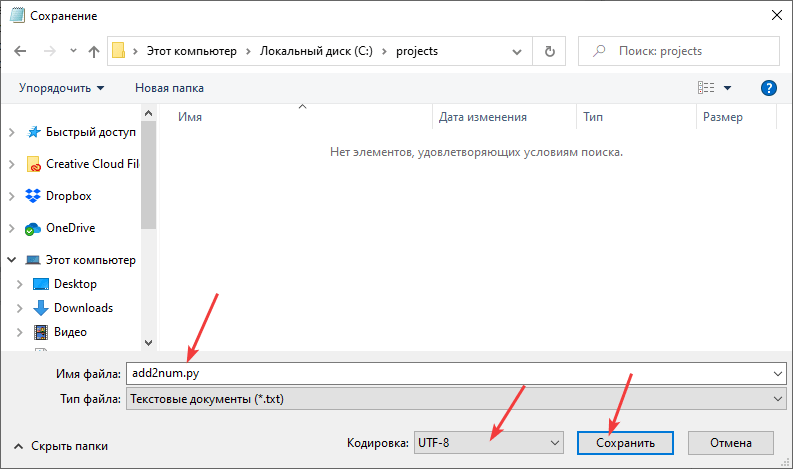 Сохранение
Этот компьютер > Локальный диск (C:) > projects
Поиск: projects
Упорядочить
Новая папка
?
Имя
Дата изменения
Тип
Размер
Нет элементов, удовлетворяющих условиям поиска.
Быстрый доступ
Creative Cloud Fil
Dropbox
OneDrive
Этот компьютер
Desktop
Downloads
Видео
Имя файла: add2num.py
Тип файла: Текстовые документы (*.txt)
Скрыть папки
Кодировка: UTF-8
Сохранить
Отмена